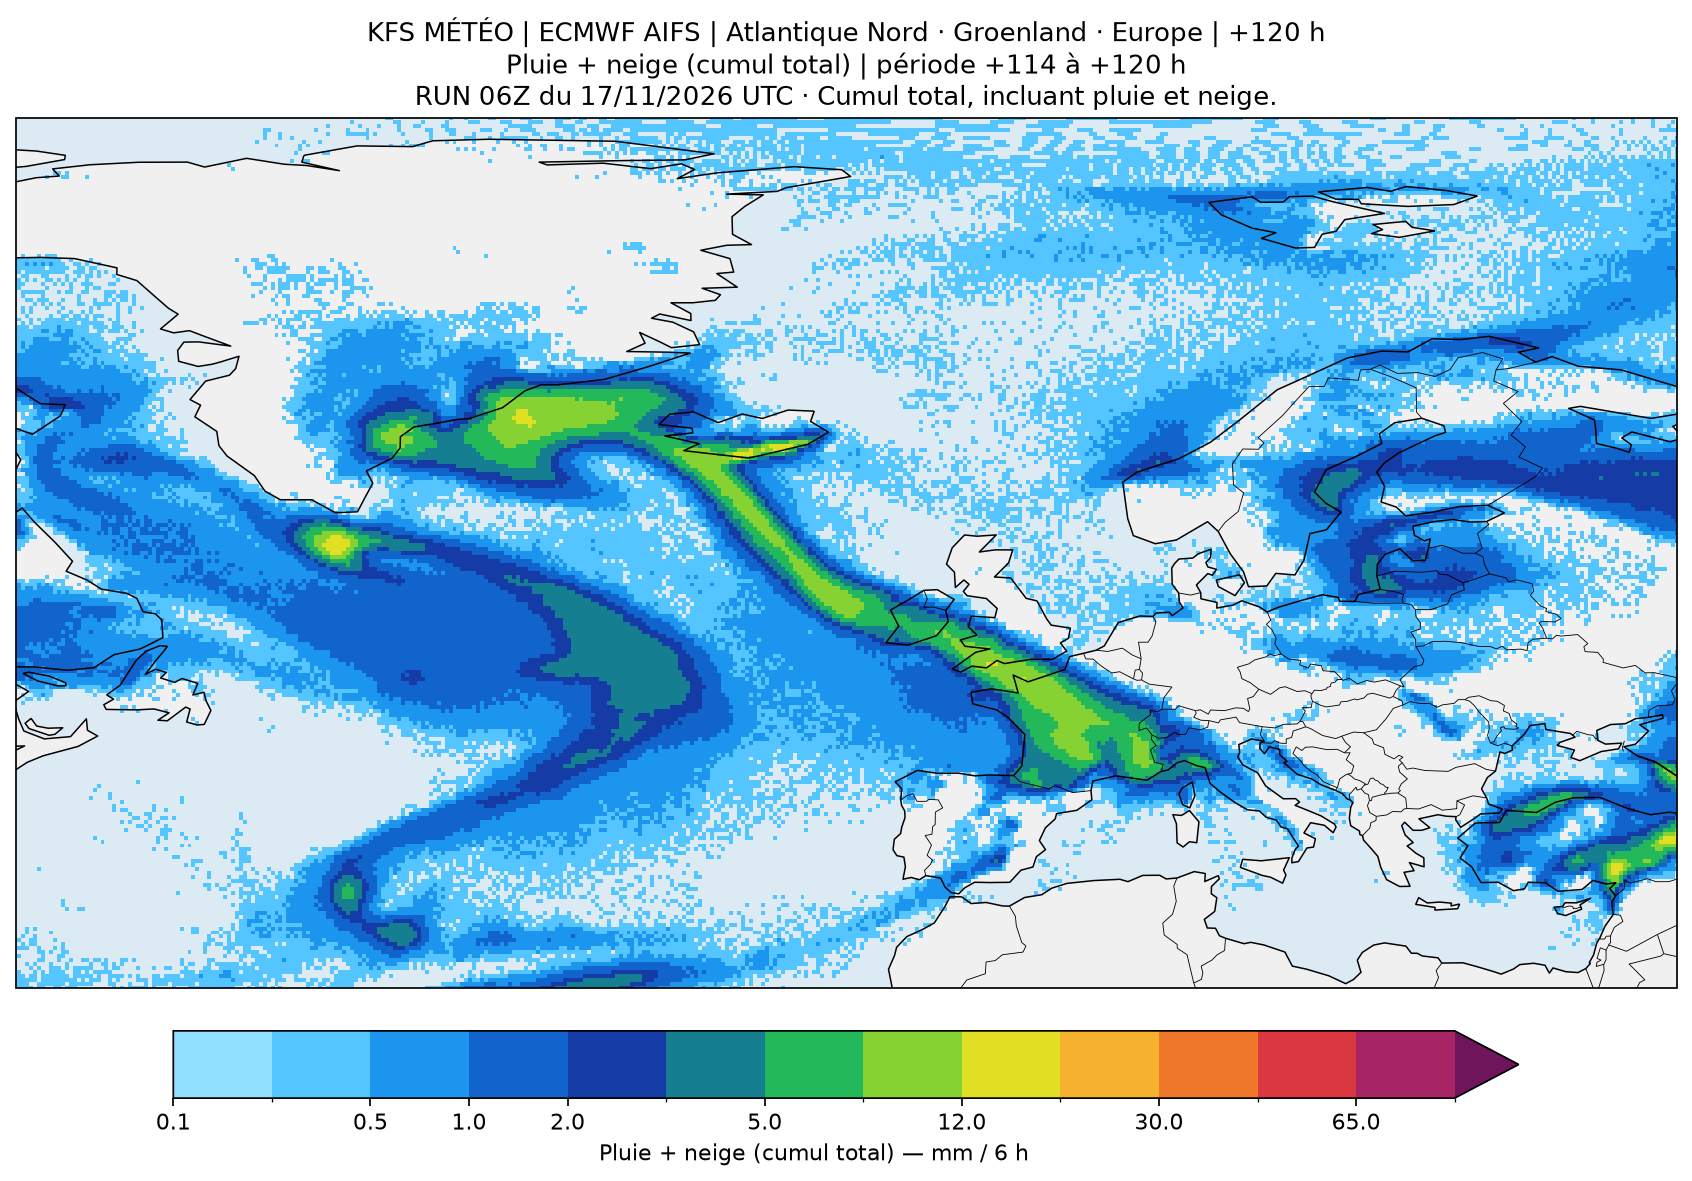 KFS MÉTÉO | ECMWF AIFS | Atlantique Nord · Groenland · Europe | +120 h
Pluie + neige (cumul total) | période +114 à +120 h
RUN 06Z du 17/11/2026 UTC · Cumul total, incluant pluie et neige.
0.1 0.5 1.0 2.0 5.0 12.0 30.0 65.0
Pluie + neige (cumul total) — mm / 6 h